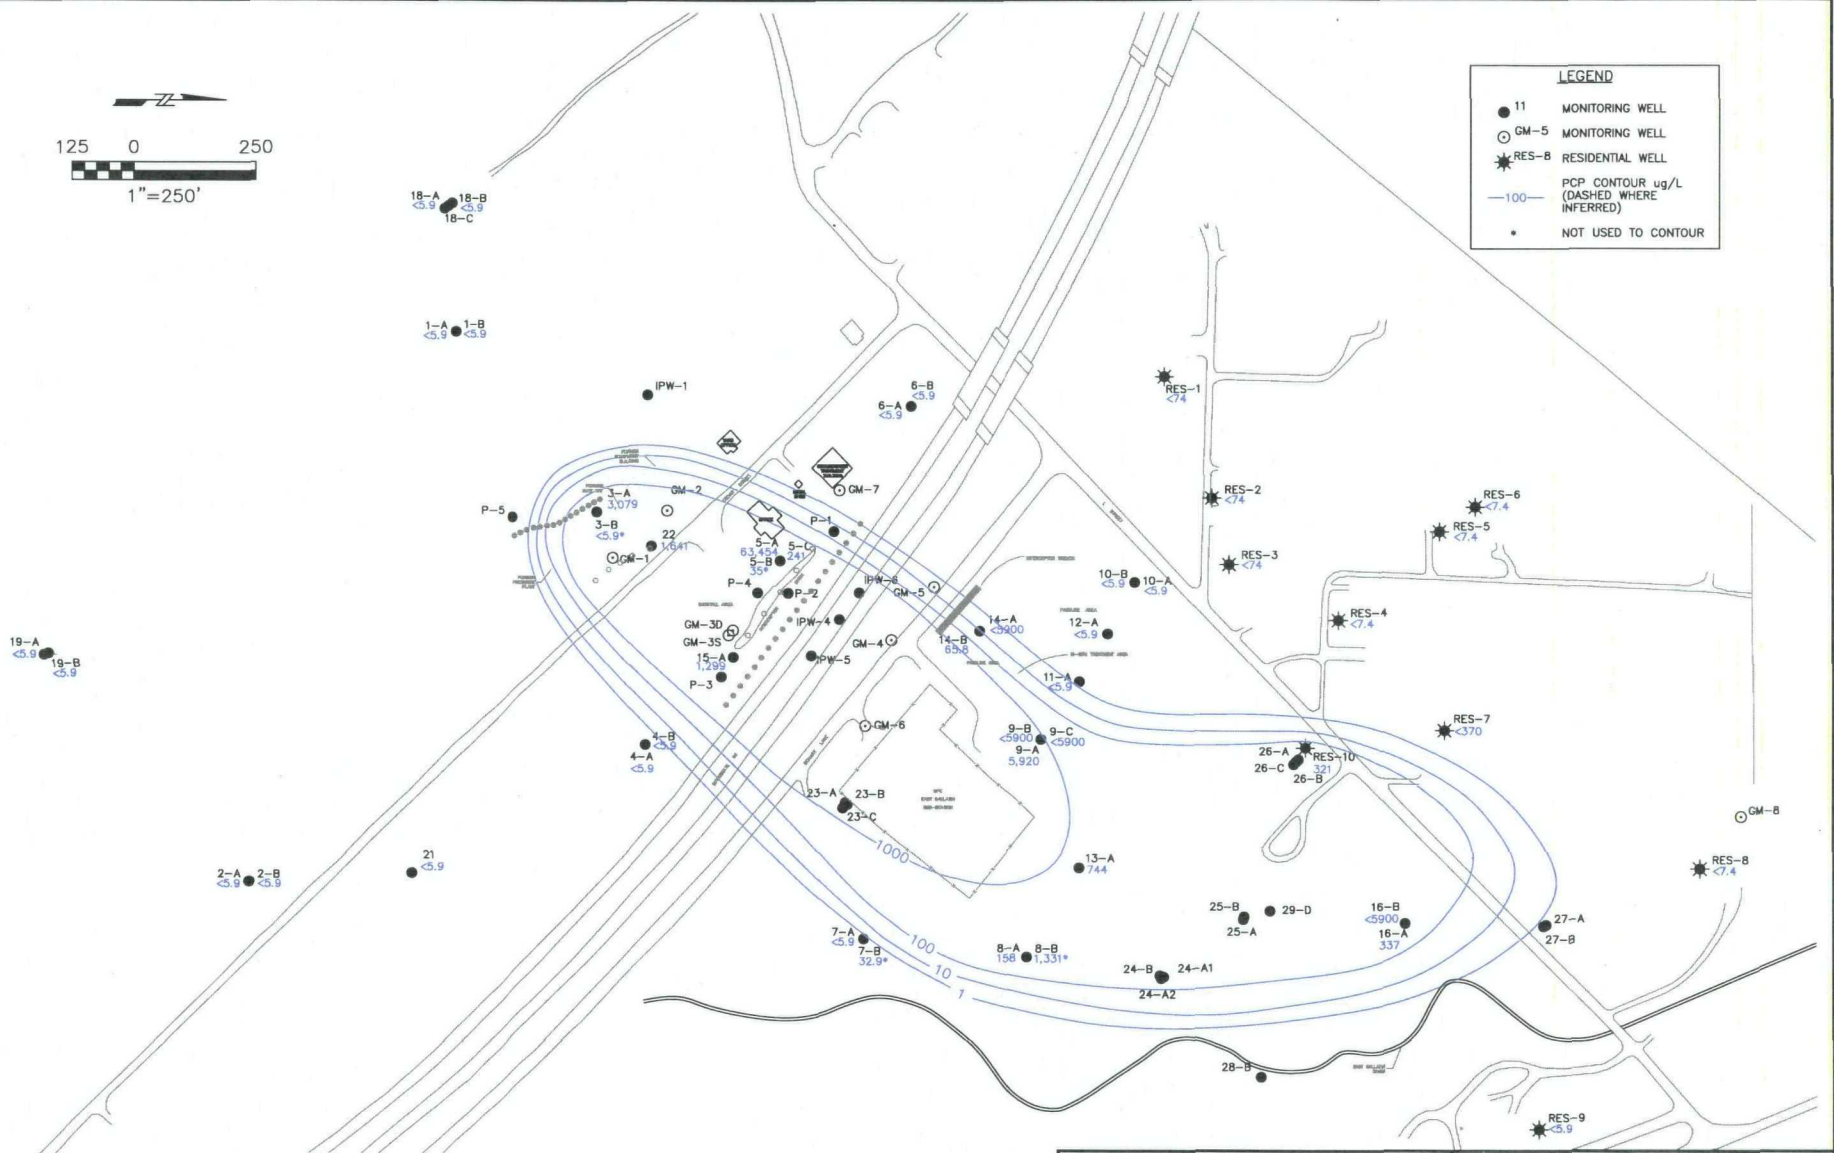 LEGEND
11 MONITORING WELL
GM-5 MONITORING WELL
RES-8 RESIDENTIAL WELL
—100— PCP CONTOUR ug/L
(DASHED WHERE
INFERRED)
NOT USED TO CONTOUR
125 0 250
1"=250'
18-A 18-B
<5.9 <5.9
18-C
1-A 1-B
<5.9 <5.9
IPW-1
6-B
<5.9
6-A
<5.9
RES-1
<74
RES-2
<74
RES-3
<74
RES-6
<7.4
RES-5
<7.4
RES-4
<7.4
RES-7
<370
RES-8
<7.4
GM-8
RES-9
<5.9
P-5
3-A
3,079
3-B
<5.9*
GM-2
GM-7
22
1,641
GM-1
P-1
5-A 5-C
63,454 241
5-B
35*
P-4
P-2
IPW-6
GM-5
GM-3D
GM-3S
IPW-4
GM-4
15-A
1,299
IPW-5
P-3
14-A
<5900
14-B
65.8
10-B 10-A
<5.9 <5.9
12-A
<5.9
IN-SITU TREATMENT AREA
11-A
<5.9
19-A
<5.9
19-B
<5.9
4-B
<5.9
4-A
<5.9
GM-6
9-B 9-C
<5900 <5900
9-A
5,920
26-A
RES-10
321
26-C
26-B
23-A 23-B
23-C
1000
13-A
744
21
<5.9
2-A 2-B
<5.9 <5.9
25-B 29-D
25-A
16-B
<5900
16-A
337
27-A
27-B
7-A
<5.9
7-B
32.9*
100
10
1
8-A 8-B
158 1,331*
24-B 24-A1
24-A2
28-B